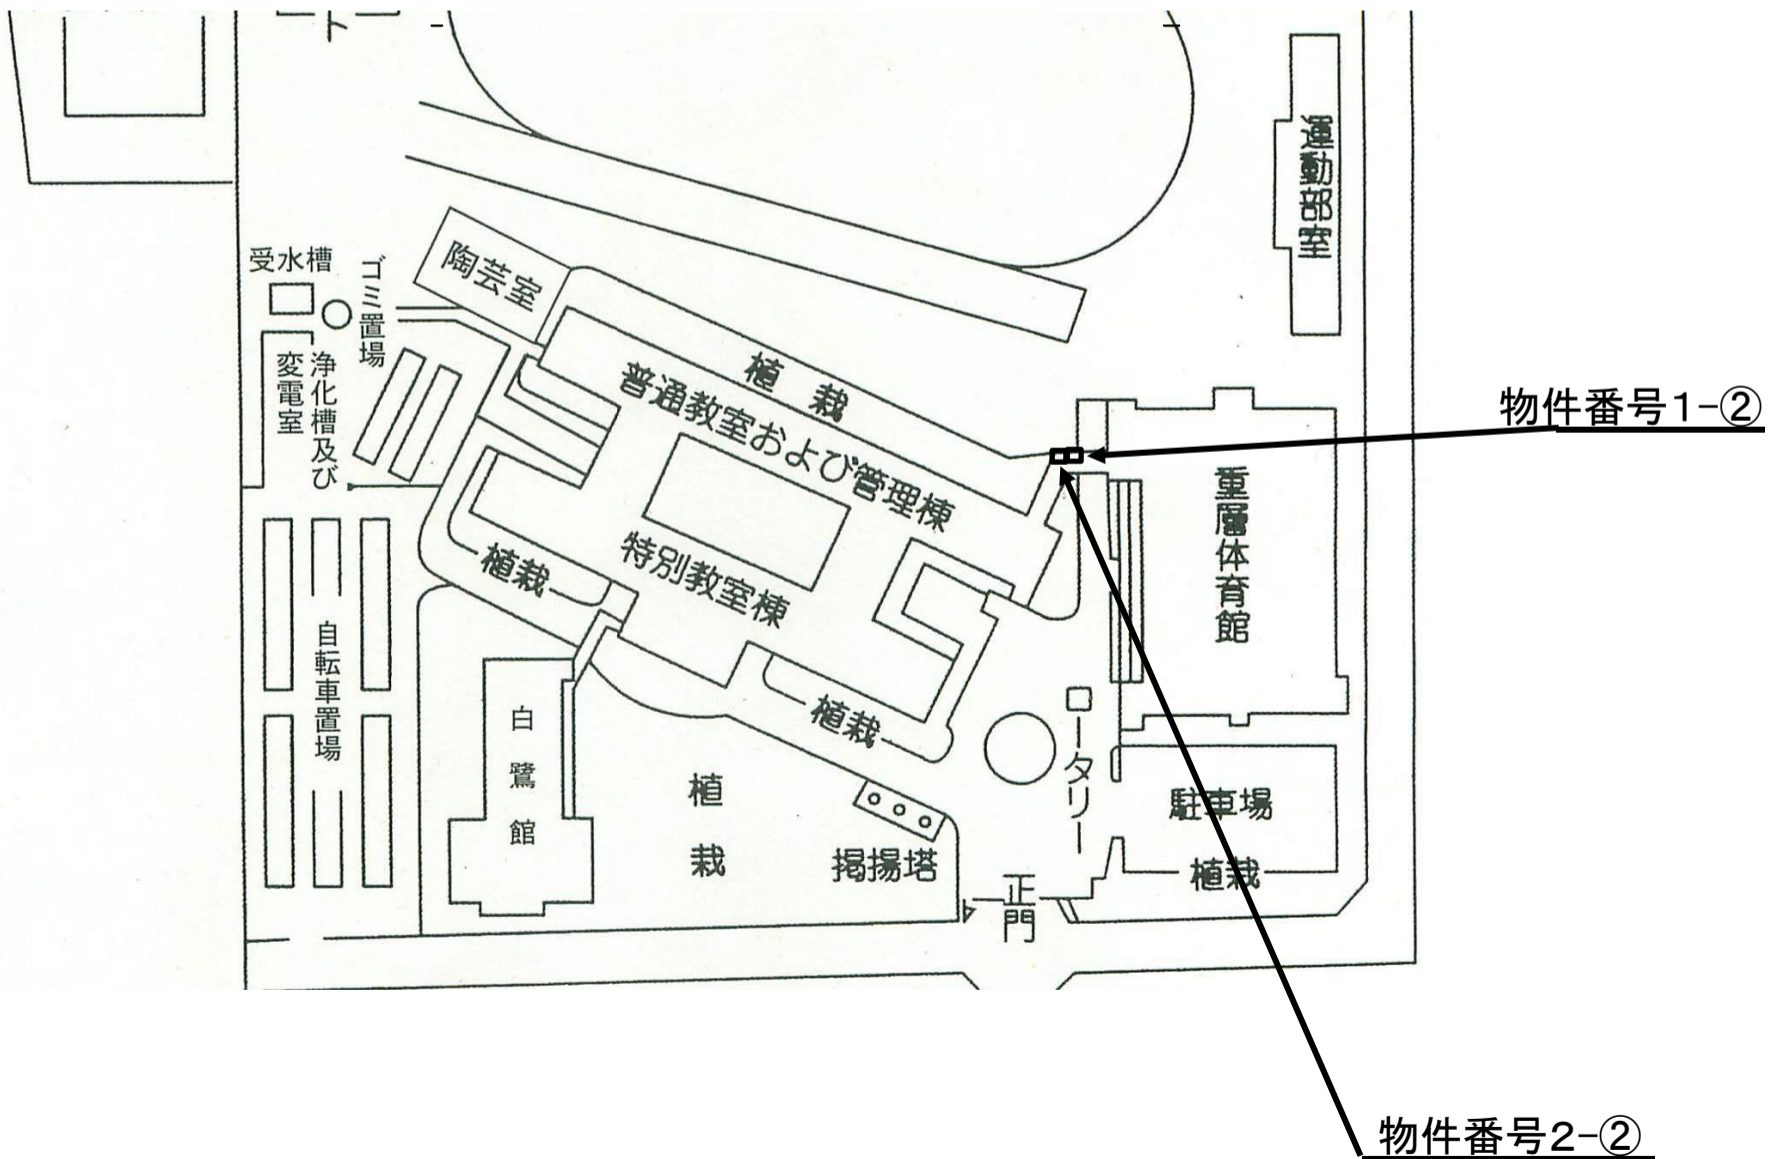 運動部室
受水槽
ゴミ置場
陶芸室
浄化槽及び
変電室
植栽
普通教室および管理棟
物件番号1-②
重層体育館
特別教室棟
植栽
自転車置場
白鷺館
植栽
植栽
ロータリー
駐車場
植栽
掲揚塔
正門
物件番号2-②